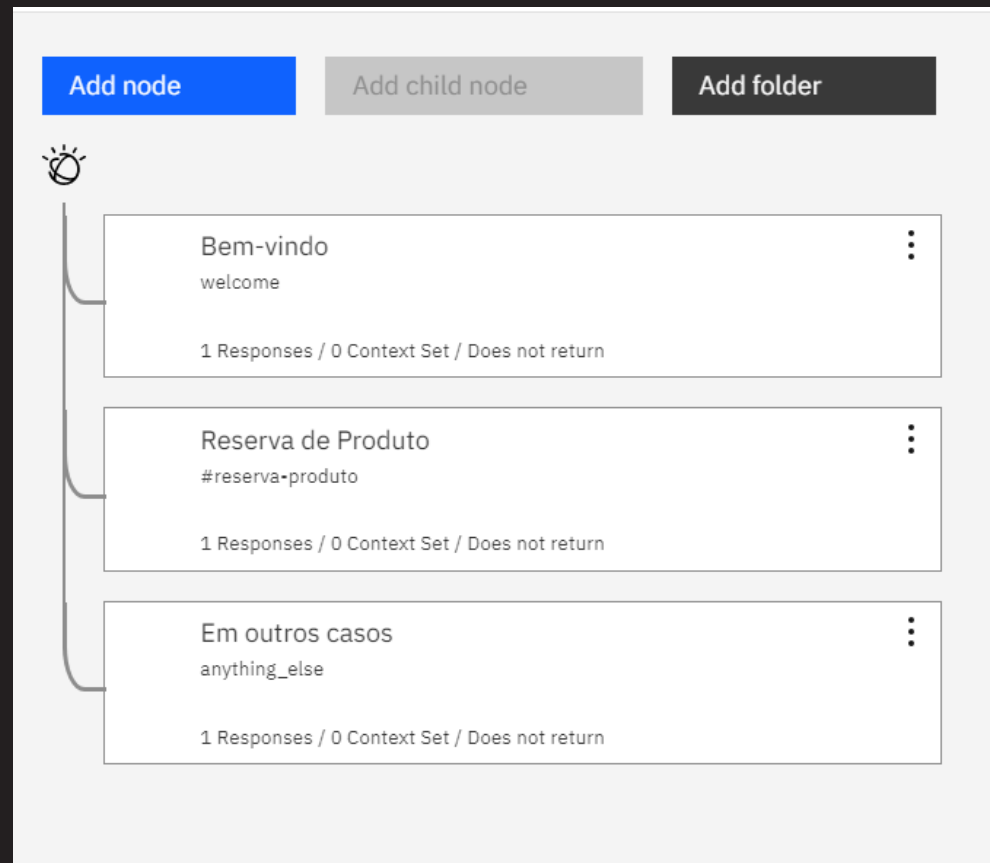 Add node
Add child node
Add folder
Bem-vindo
welcome
1 Responses / 0 Context Set / Does not return
Reserva de Produto
#reserva-produto
1 Responses / 0 Context Set / Does not return
Em outros casos
anything_else
1 Responses / 0 Context Set / Does not return